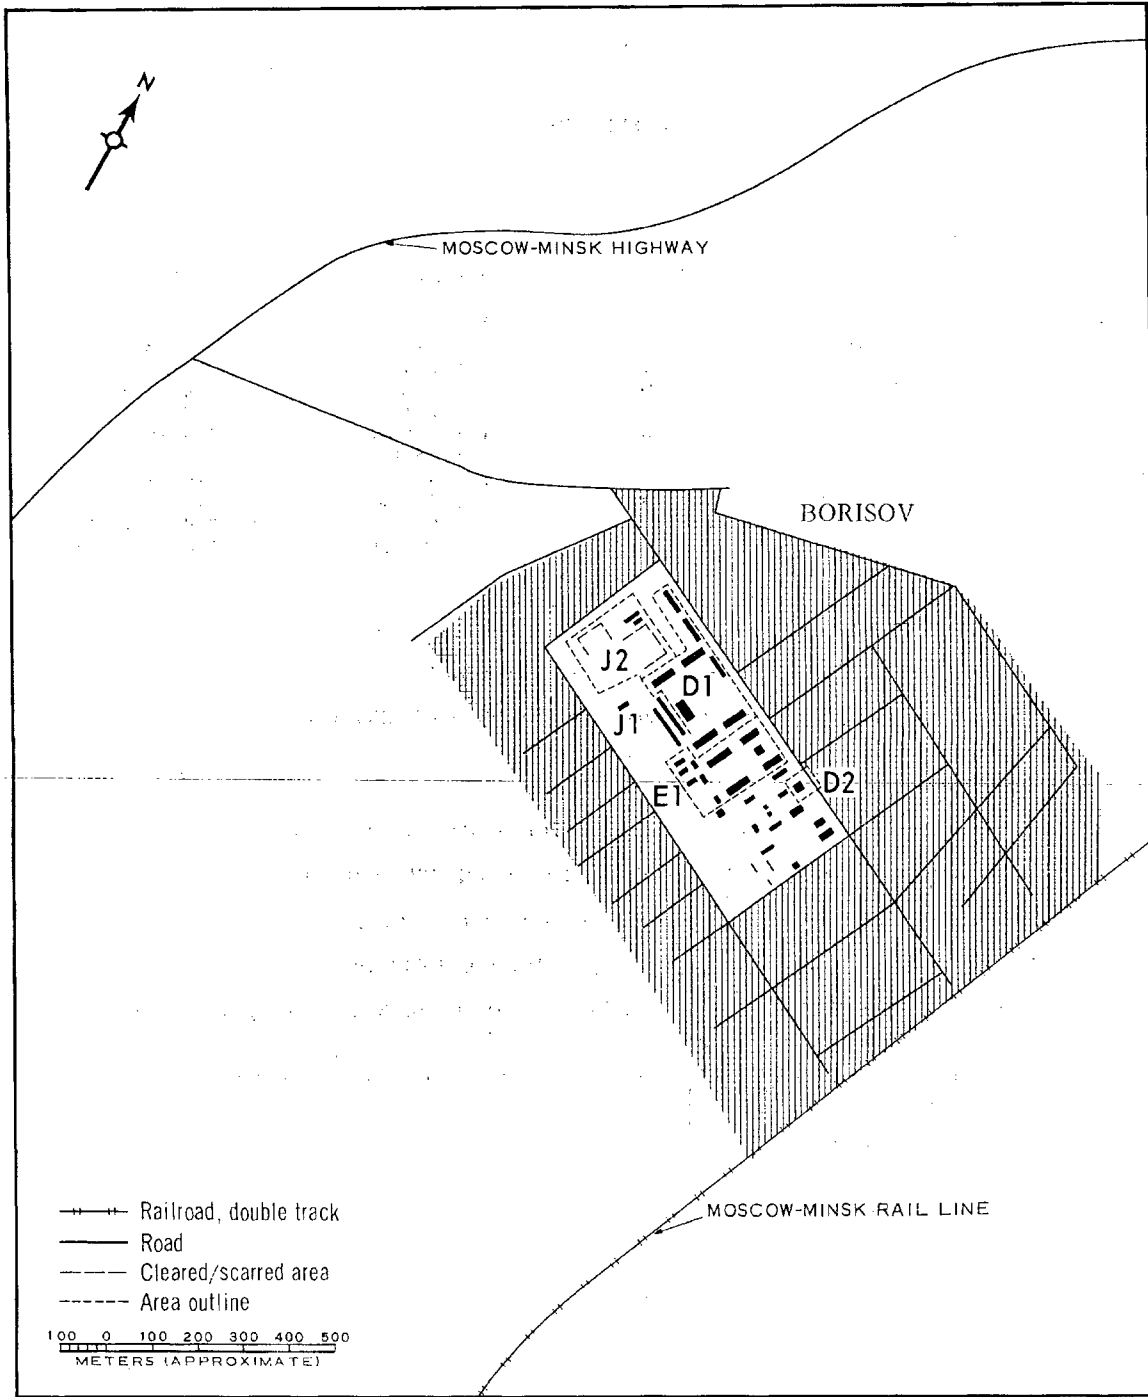 N
MOSCOW-MINSK HIGHWAY
BORISOV
J2
D1
J1
D2
E1
MOSCOW-MINSK RAIL LINE
Railroad, double track
Road
Cleared/scarred area
Area outline
100 0 100 200 300 400 500
METERS (APPROXIMATE)